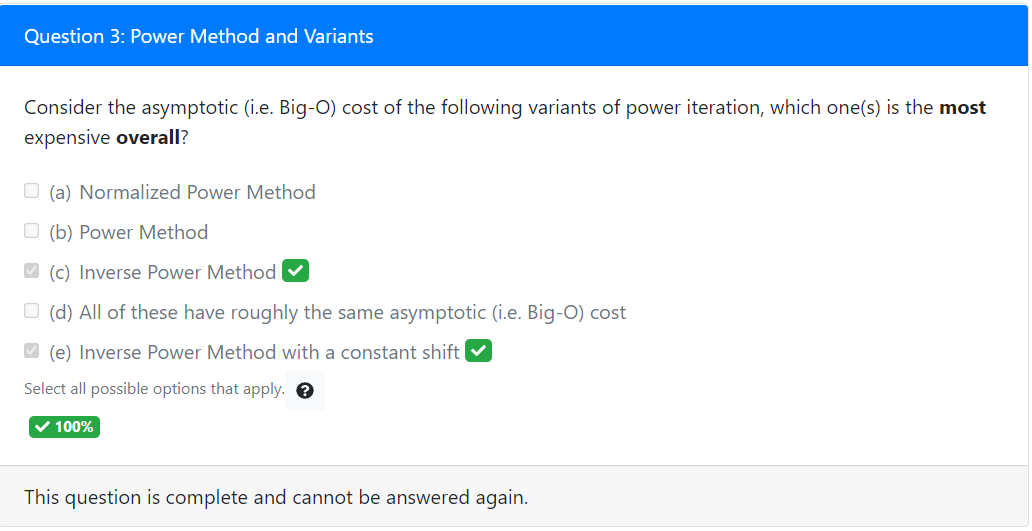 Question 3: Power Method and Variants
Consider the asymptotic (i.e. Big-O) cost of the following variants of power iteration, which one(s) is the most
expensive overall?
(a) Normalized Power Method
(b) Power Method
(c) Inverse Power Method
(d) All of these have roughly the same asymptotic (i.e. Big-O) cost
(e) Inverse Power Method with a constant shift
Select all possible options that apply. ?
100%
This question is complete and cannot be answered again.